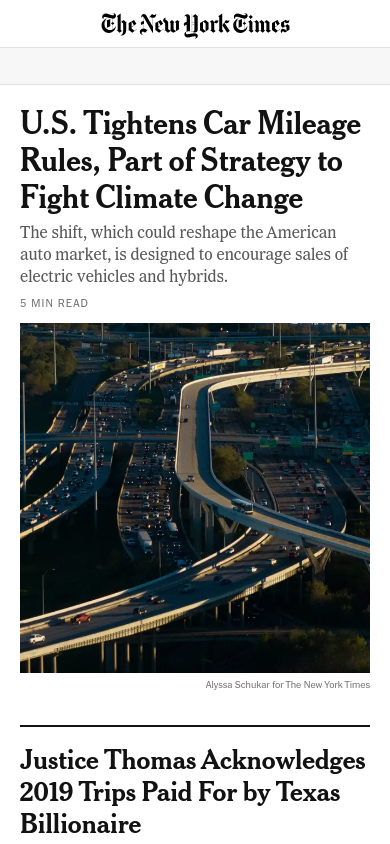 The New York Times
U.S. Tightens Car Mileage
Rules, Part of Strategy to
Fight Climate Change
The shift, which could reshape the American
auto market, is designed to encourage sales of
electric vehicles and hybrids.
5 MIN READ
Alyssa Schukar for The New York Times
Justice Thomas Acknowledges
2019 Trips Paid For by Texas
Billionaire